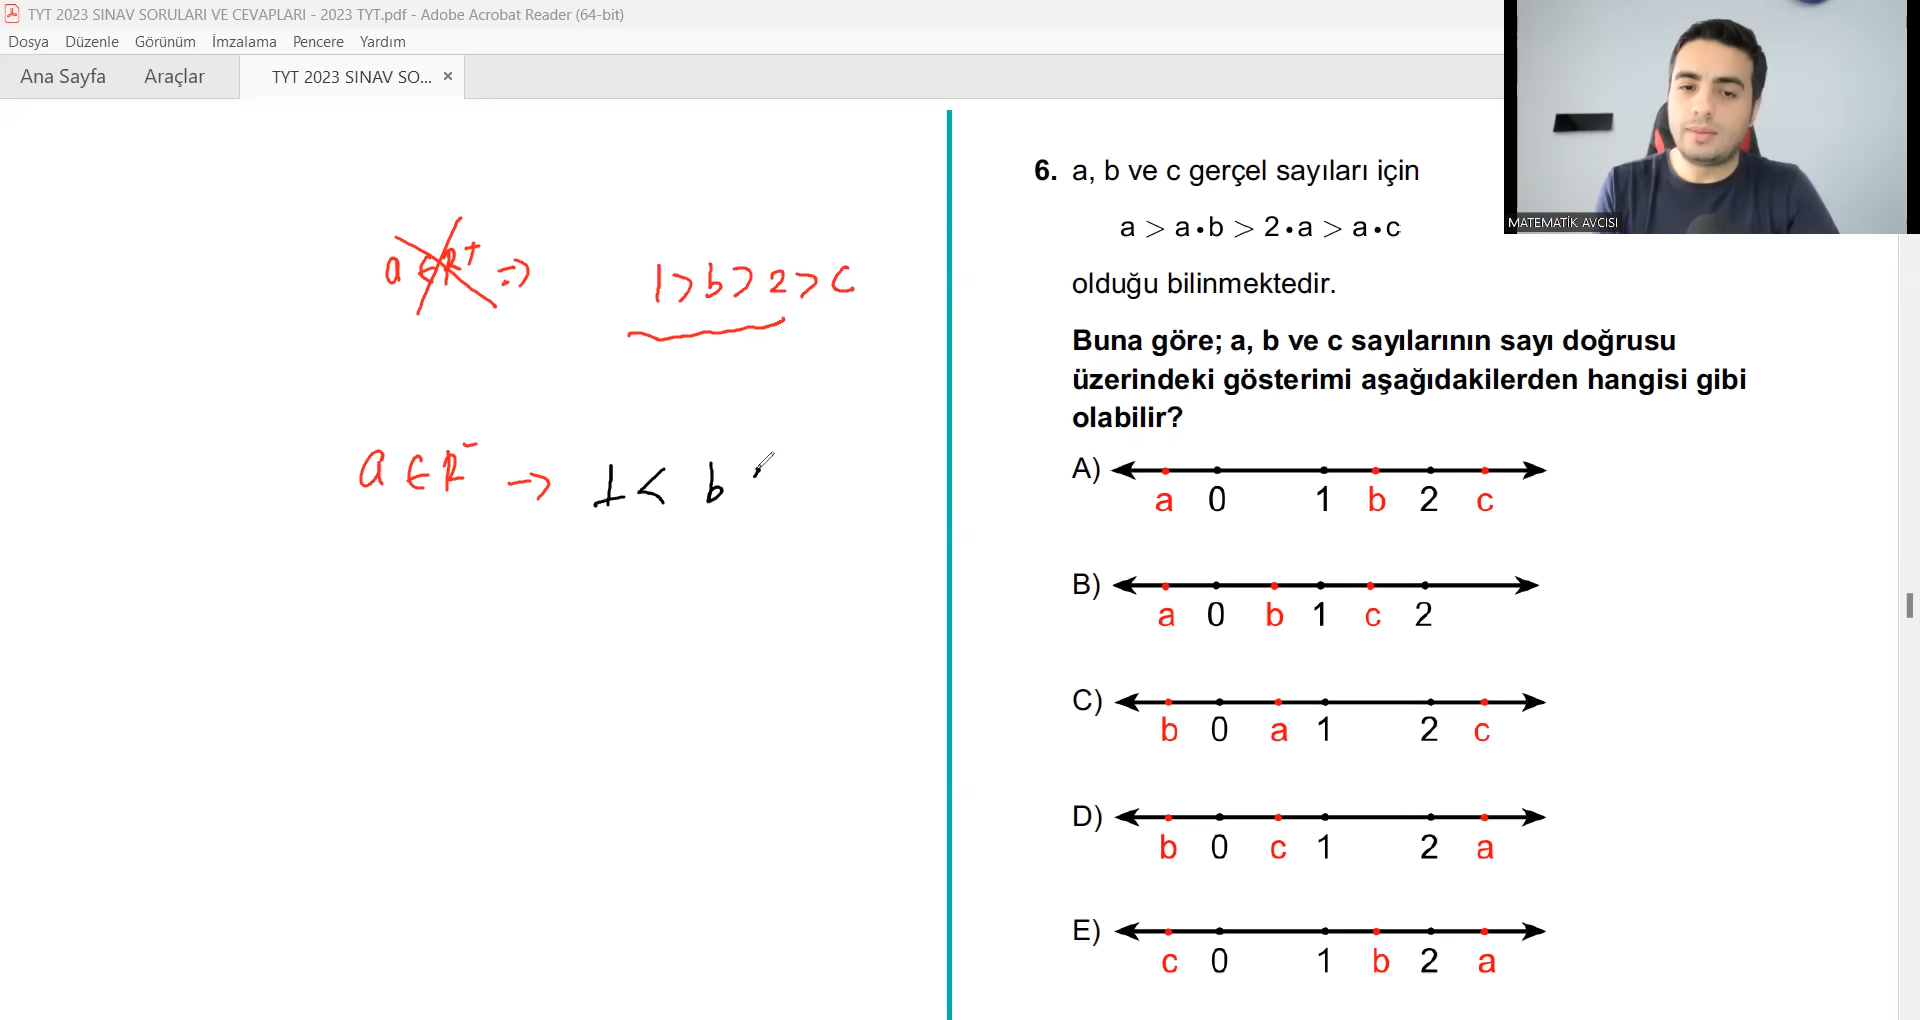 TYT 2023 SINAV SORULARI VE CEVAPLARI - 2023 TYT.pdf - Adobe Acrobat Reader (64-bit)
Dosya Düzenle Görünüm İmzalama Pencere Yardım
Ana Sayfa Araçlar TYT 2023 SINAV SO... ×
MATEMATİK AVCISI
a ∈ R⁺ ⇒ 1 > b > 2 > c
a ∈ R⁻ → 1 < b
6. a, b ve c gerçel sayıları için
a > a•b > 2•a > a•c
olduğu bilinmektedir.
Buna göre; a, b ve c sayılarının sayı doğrusu
üzerindeki gösterimi aşağıdakilerden hangisi gibi
olabilir?
A)
a 0 1 b 2 c
B)
a 0 b 1 c 2
C)
b 0 a 1 2 c
D)
b 0 c 1 2 a
E)
c 0 1 b 2 a